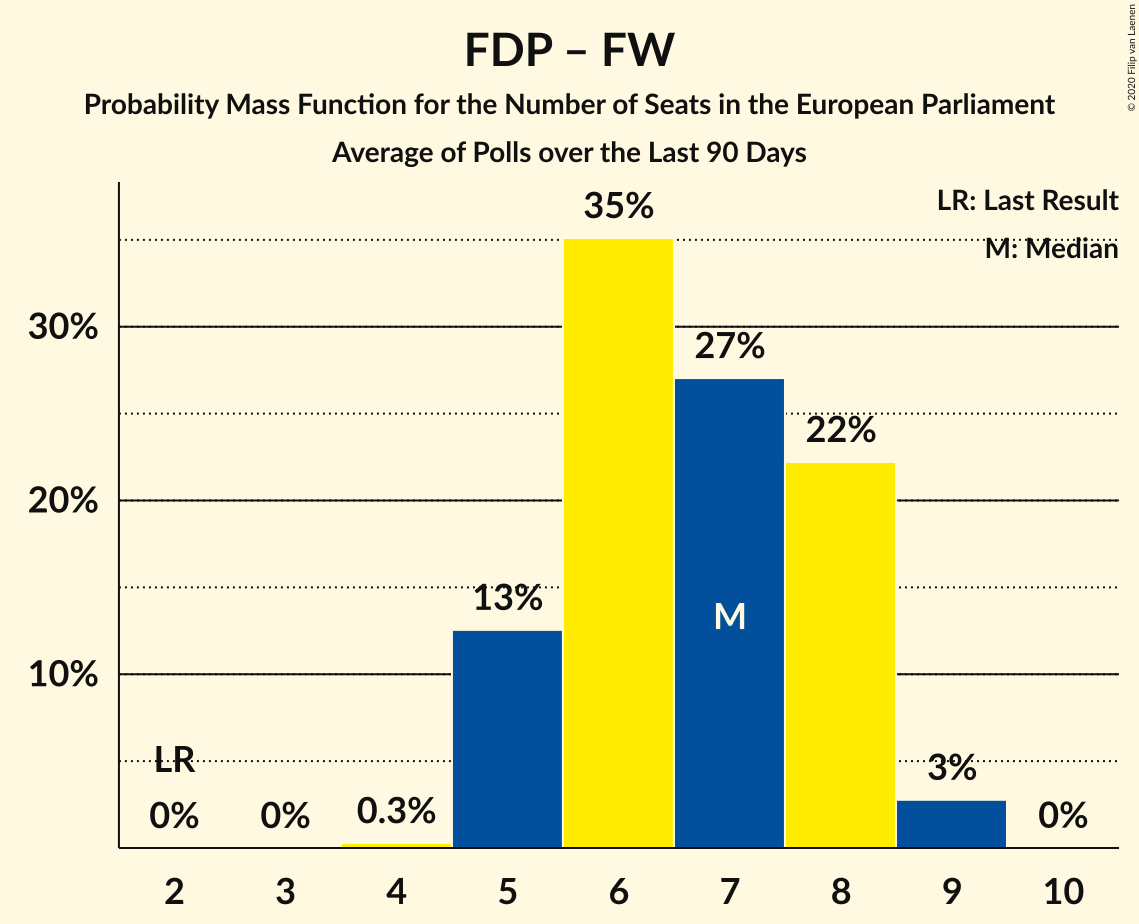 FDP – FW
Probability Mass Function for the Number of Seats in the European Parliament
Average of Polls over the Last 90 Days
© 2020 Filip van Laenen
LR: Last Result
M: Median
35%
30%
27%
22%
20%
13%
M
10%
LR
3%
0%
0%
0.3%
0%
2 3 4 5 6 7 8 9 10